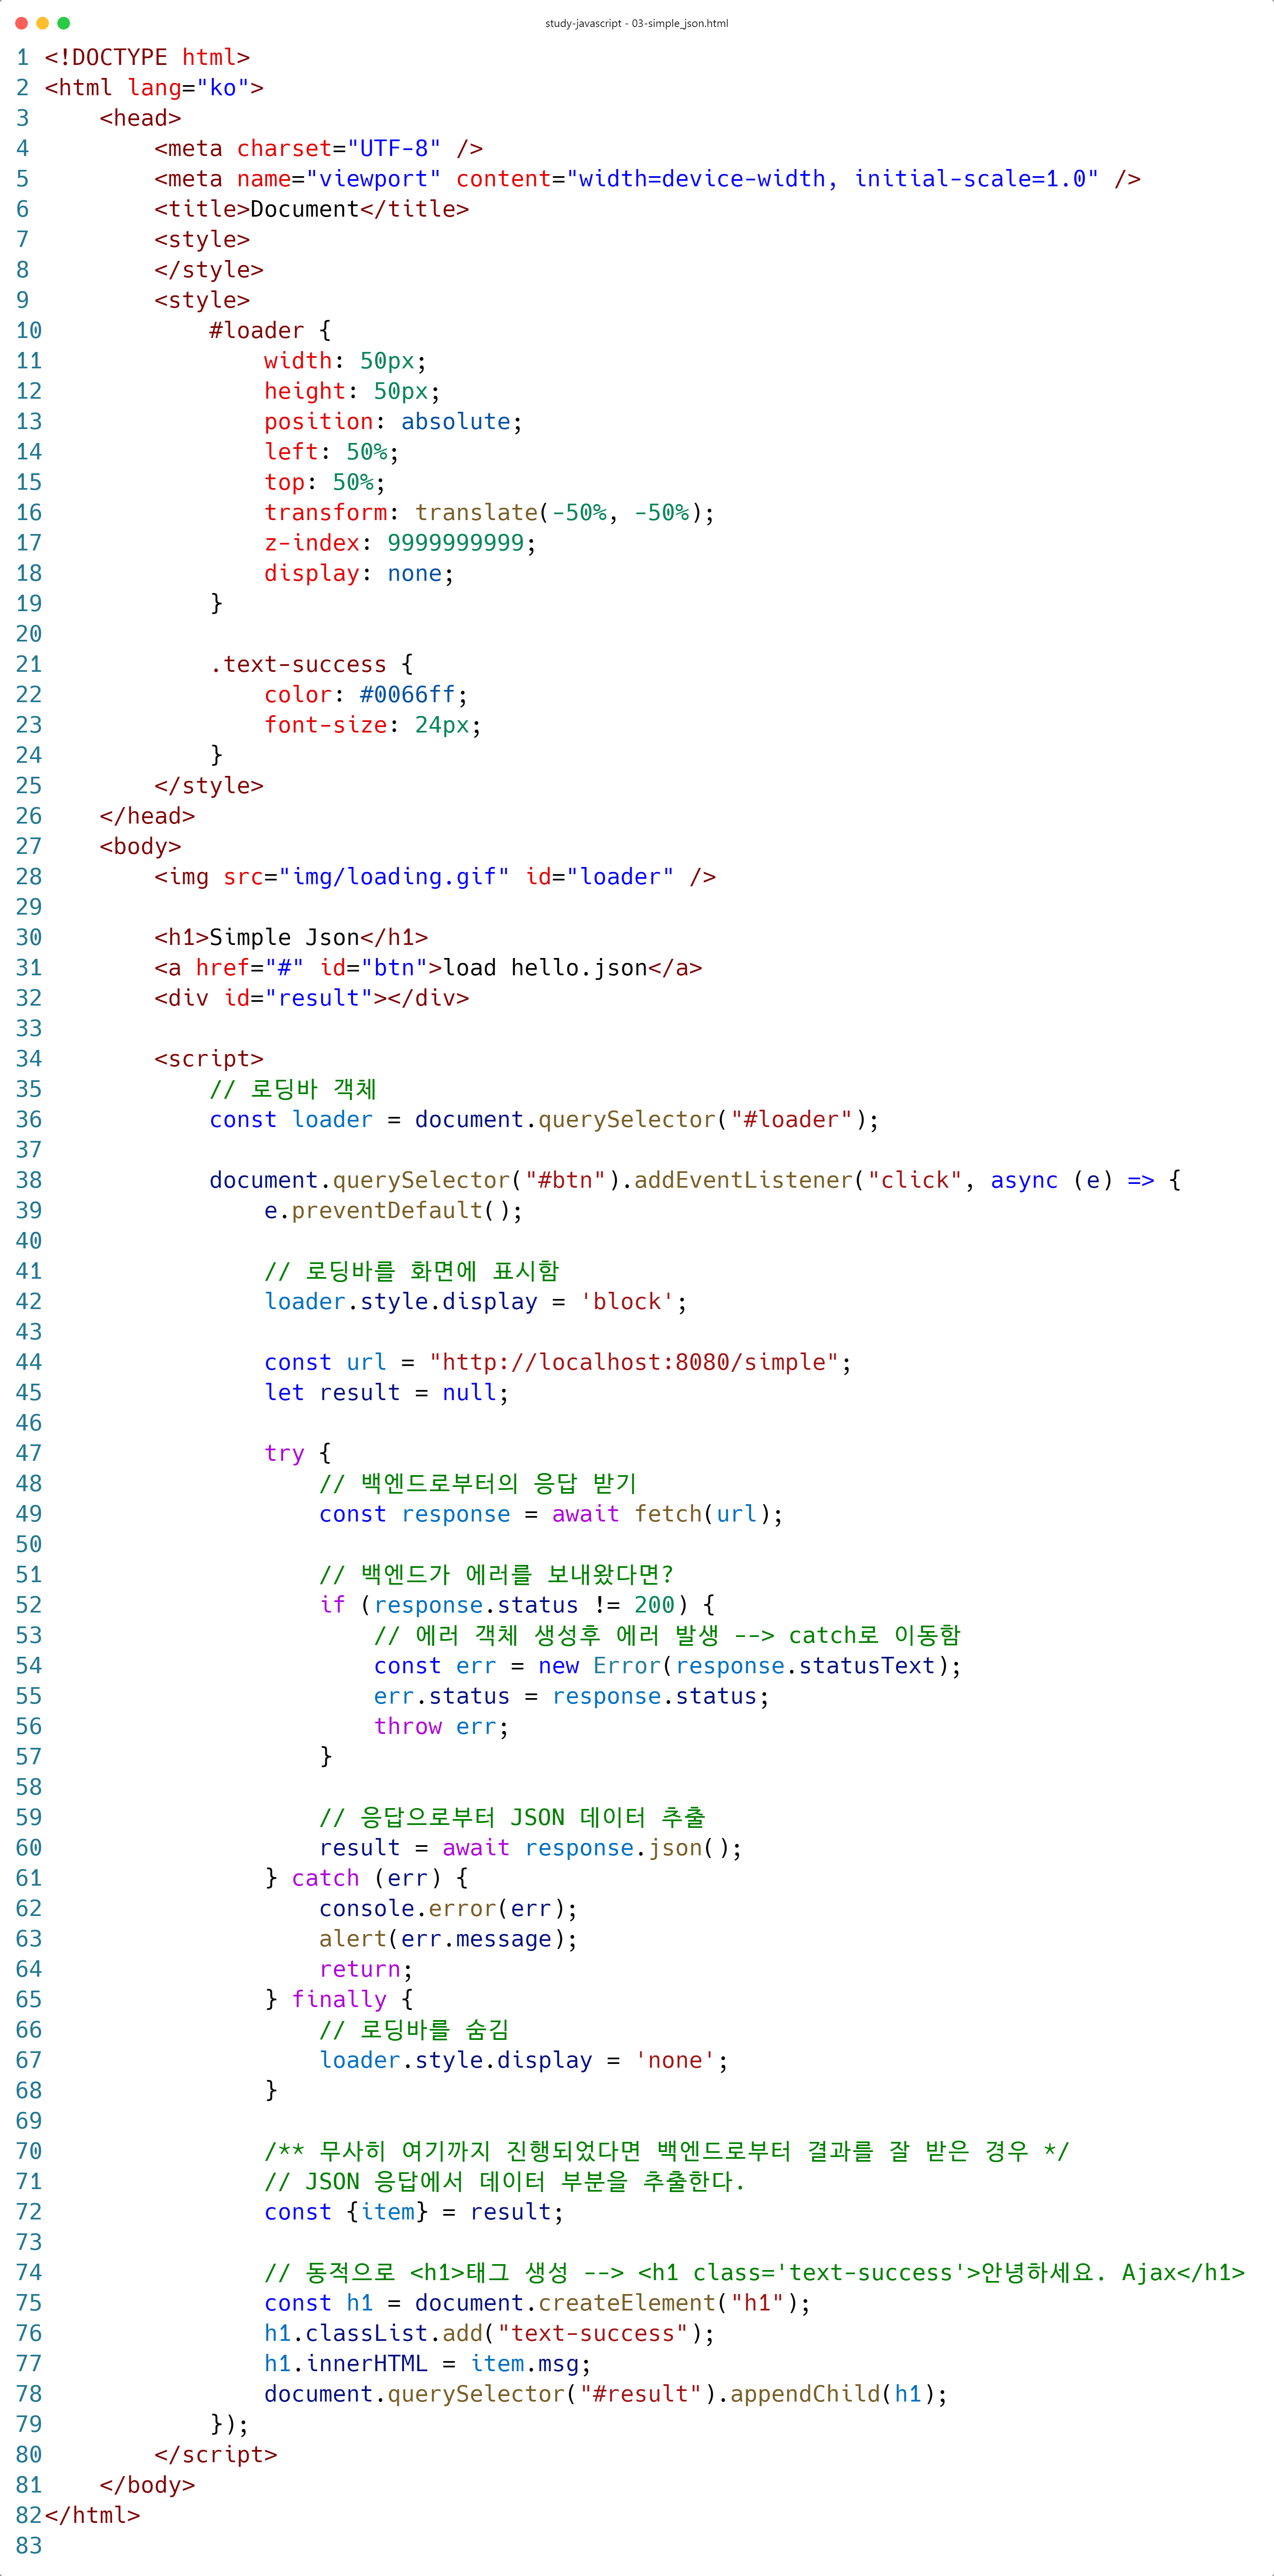 study-javascript - 03-simple_json.html
1 <!DOCTYPE html>
2 <html lang="ko">
3     <head>
4         <meta charset="UTF-8" />
5         <meta name="viewport" content="width=device-width, initial-scale=1.0" />
6         <title>Document</title>
7         <style>
8         </style>
9         <style>
10             #loader {
11                 width: 50px;
12                 height: 50px;
13                 position: absolute;
14                 left: 50%;
15                 top: 50%;
16                 transform: translate(-50%, -50%);
17                 z-index: 9999999999;
18                 display: none;
19             }
20
21             .text-success {
22                 color: #0066ff;
23                 font-size: 24px;
24             }
25         </style>
26     </head>
27     <body>
28         <img src="img/loading.gif" id="loader" />
29
30         <h1>Simple Json</h1>
31         <a href="#" id="btn">load hello.json</a>
32         <div id="result"></div>
33
34         <script>
35             // 로딩바 객체
36             const loader = document.querySelector("#loader");
37
38             document.querySelector("#btn").addEventListener("click", async (e) => {
39                 e.preventDefault();
40
41                 // 로딩바를 화면에 표시함
42                 loader.style.display = 'block';
43
44                 const url = "http://localhost:8080/simple";
45                 let result = null;
46
47                 try {
48                     // 백엔드로부터의 응답 받기
49                     const response = await fetch(url);
50
51                     // 백엔드가 에러를 보내왔다면?
52                     if (response.status != 200) {
53                         // 에러 객체 생성후 에러 발생 --> catch로 이동함
54                         const err = new Error(response.statusText);
55                         err.status = response.status;
56                         throw err;
57                     }
58
59                     // 응답으로부터 JSON 데이터 추출
60                     result = await response.json();
61                 } catch (err) {
62                     console.error(err);
63                     alert(err.message);
64                     return;
65                 } finally {
66                     // 로딩바를 숨김
67                     loader.style.display = 'none';
68                 }
69
70                 /** 무사히 여기까지 진행되었다면 백엔드로부터 결과를 잘 받은 경우 */
71                 // JSON 응답에서 데이터 부분을 추출한다.
72                 const {item} = result;
73
74                 // 동적으로 <h1>태그 생성 --> <h1 class='text-success'>안녕하세요. Ajax</h1>
75                 const h1 = document.createElement("h1");
76                 h1.classList.add("text-success");
77                 h1.innerHTML = item.msg;
78                 document.querySelector("#result").appendChild(h1);
79             });
80         </script>
81     </body>
82 </html>
83